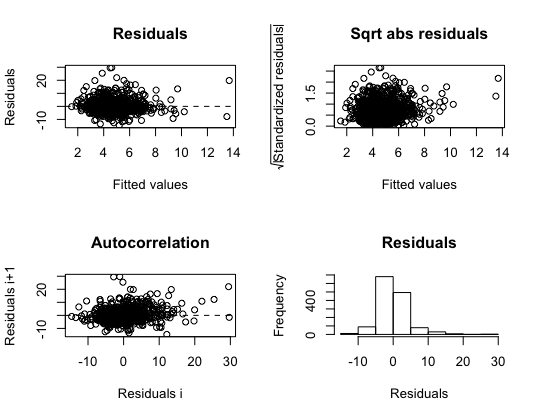 Residuals
Residuals
20
-10
2 4 6 8 10 12 14
Fitted values
Sqrt abs residuals
√|Standardized residuals|
1.5
0.0
2 4 6 8 10 12 14
Fitted values
Autocorrelation
Residuals i+1
20
-10
-10 0 10 20 30
Residuals i
Residuals
Frequency
400
0
-10 0 10 20 30
Residuals